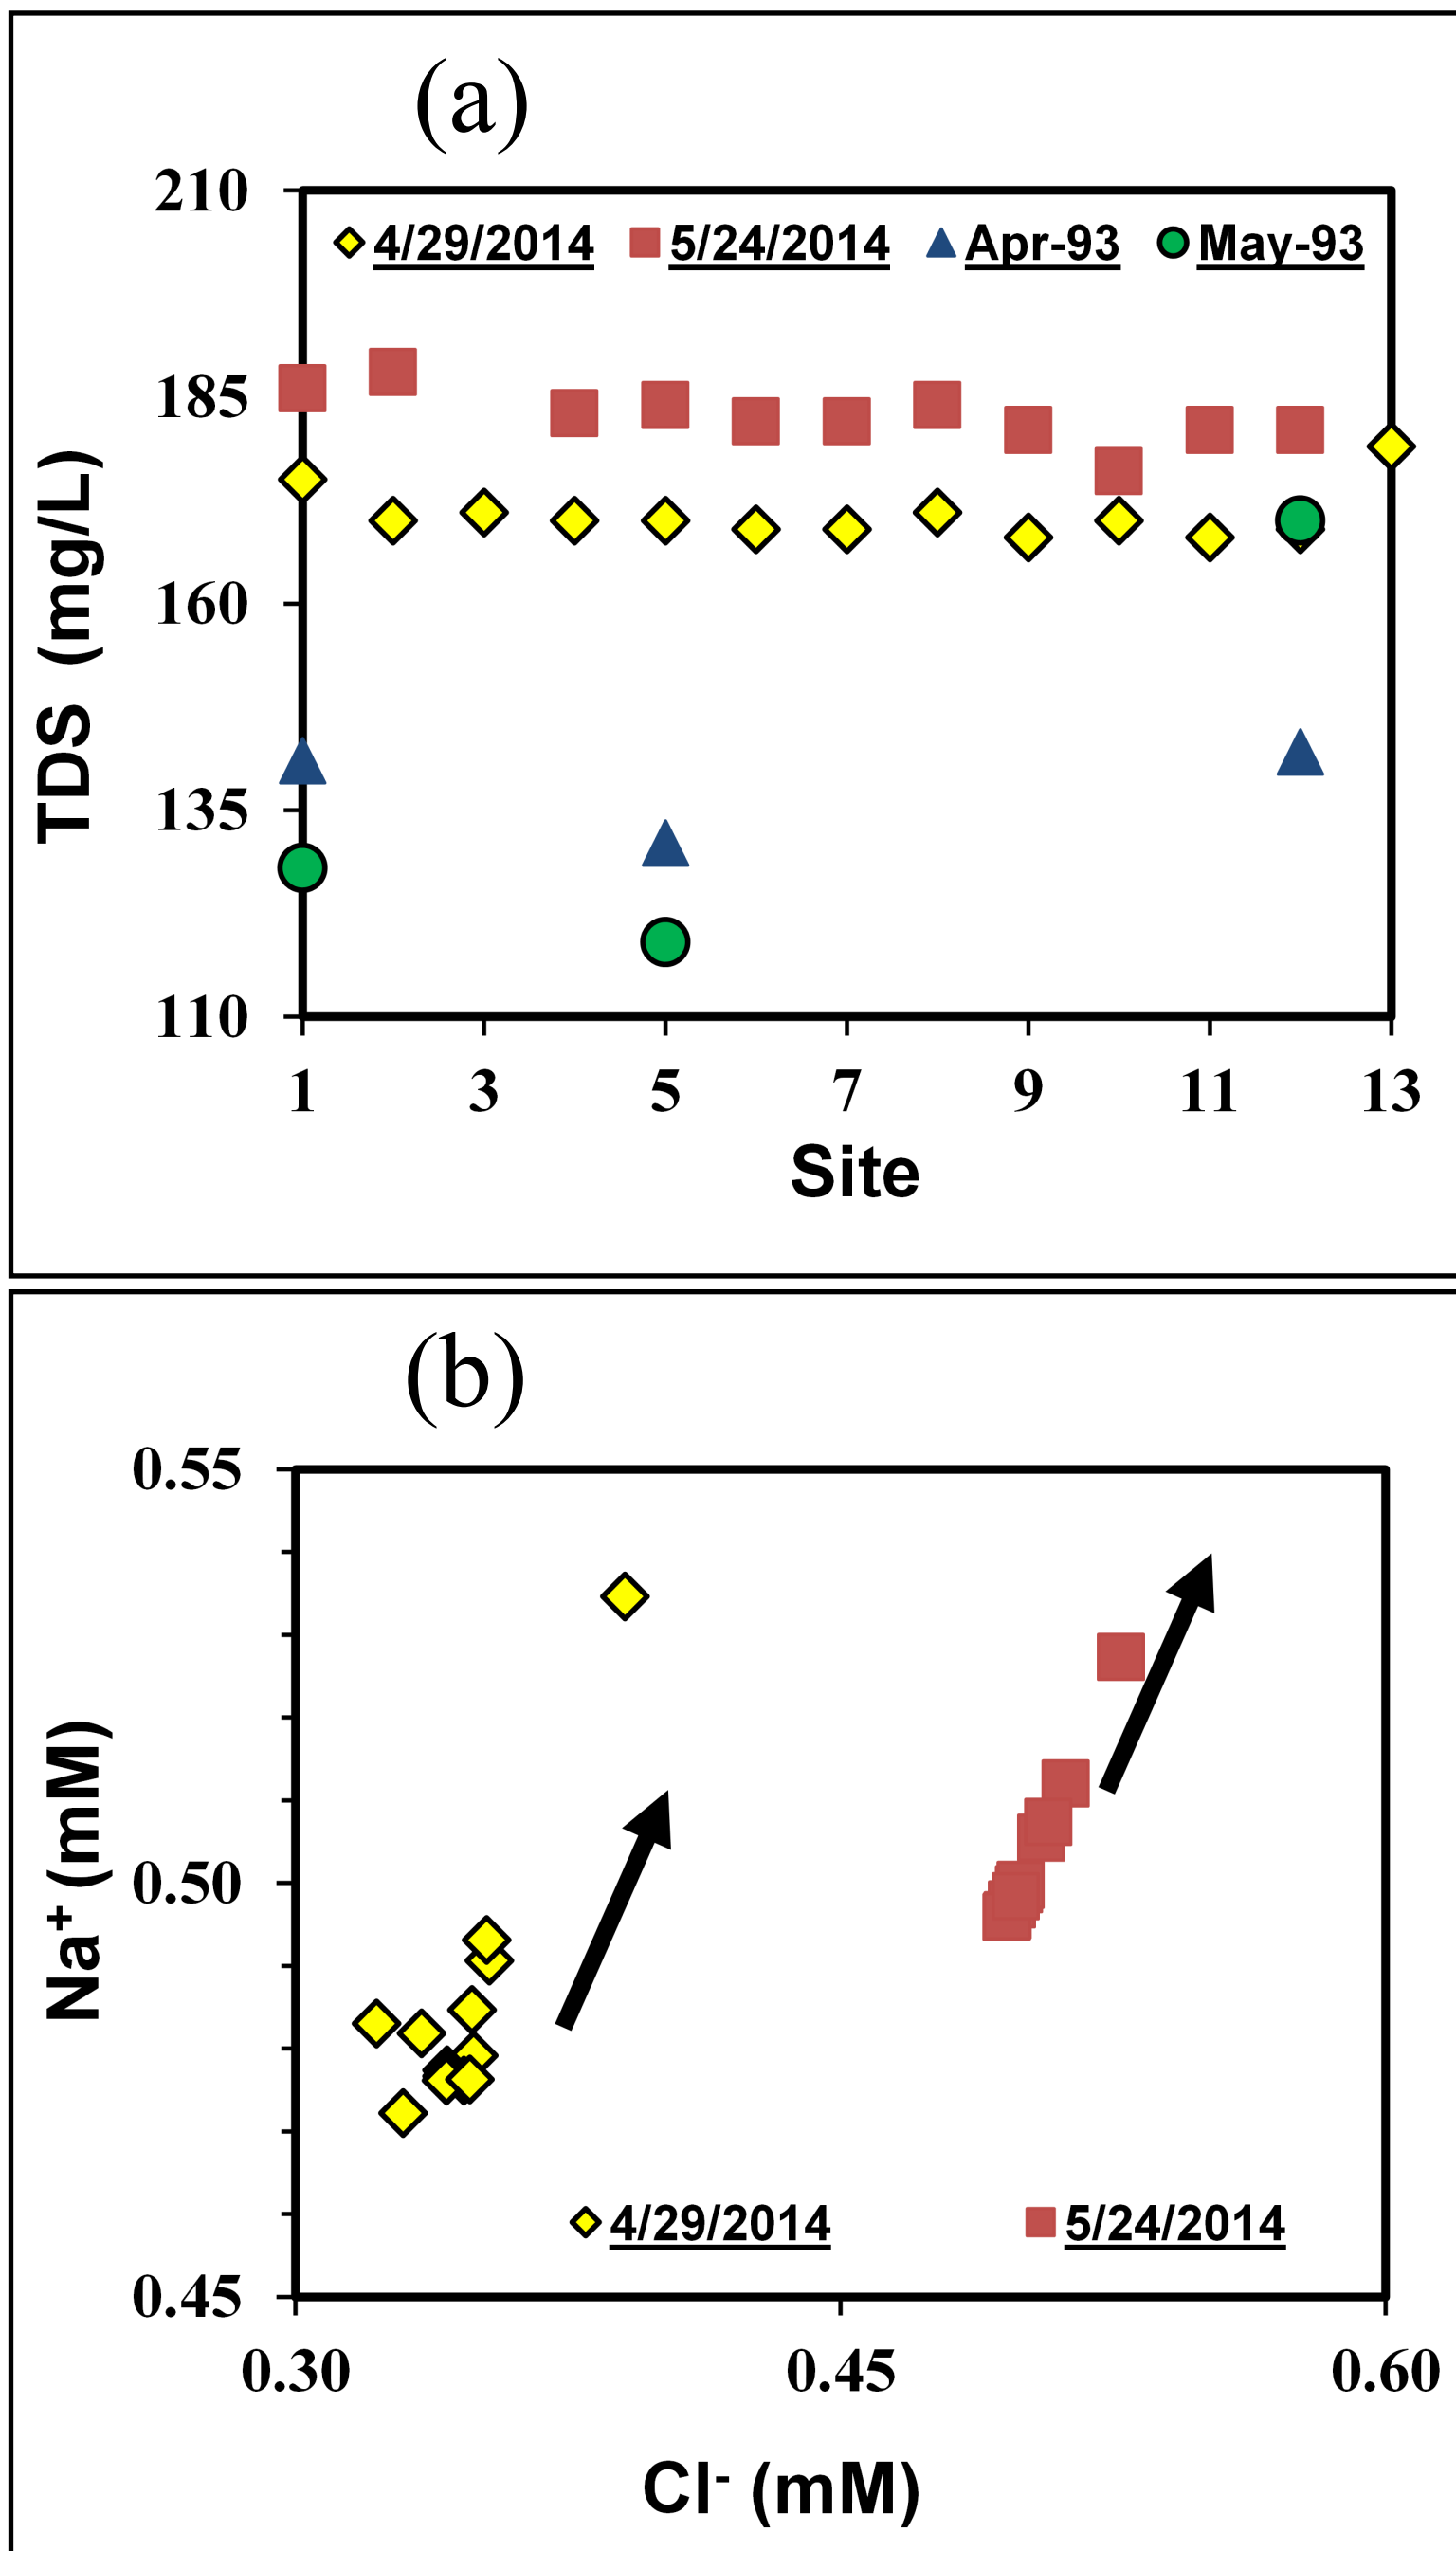 (a)
210
4/29/2014 5/24/2014 Apr-93 May-93
185
160
135
110
TDS (mg/L)
1 3 5 7 9 11 13
Site
(b)
0.55
0.50
0.45
Na⁺ (mM)
4/29/2014 5/24/2014
0.30 0.45 0.60
Cl⁻ (mM)